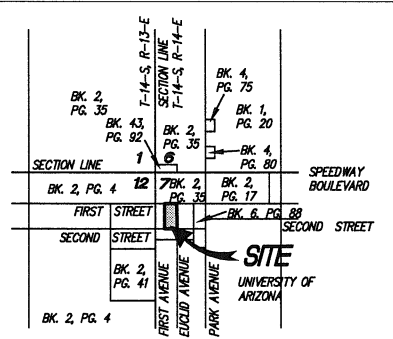 T-14-S, R-13-E
SECTION LINE
T-14-S, R-14-E
BK. 4,
PG. 75
BK. 2,
PG. 35
BK. 1,
PG. 20
BK. 43,
PG. 92
BK. 2,
PG. 35
BK. 4,
PG. 80
SECTION LINE
1 6
12 7
SPEEDWAY
BOULEVARD
BK. 2, PG. 4
BK. 2,
PG. 35
BK. 2,
PG. 17
FIRST STREET
BK. 6, PG. 88
SECOND STREET
SECOND STREET
SITE
BK. 2,
PG. 41
UNIVERSITY OF
ARIZONA
FIRST AVENUE
EUCLID AVENUE
PARK AVENUE
BK. 2, PG. 4